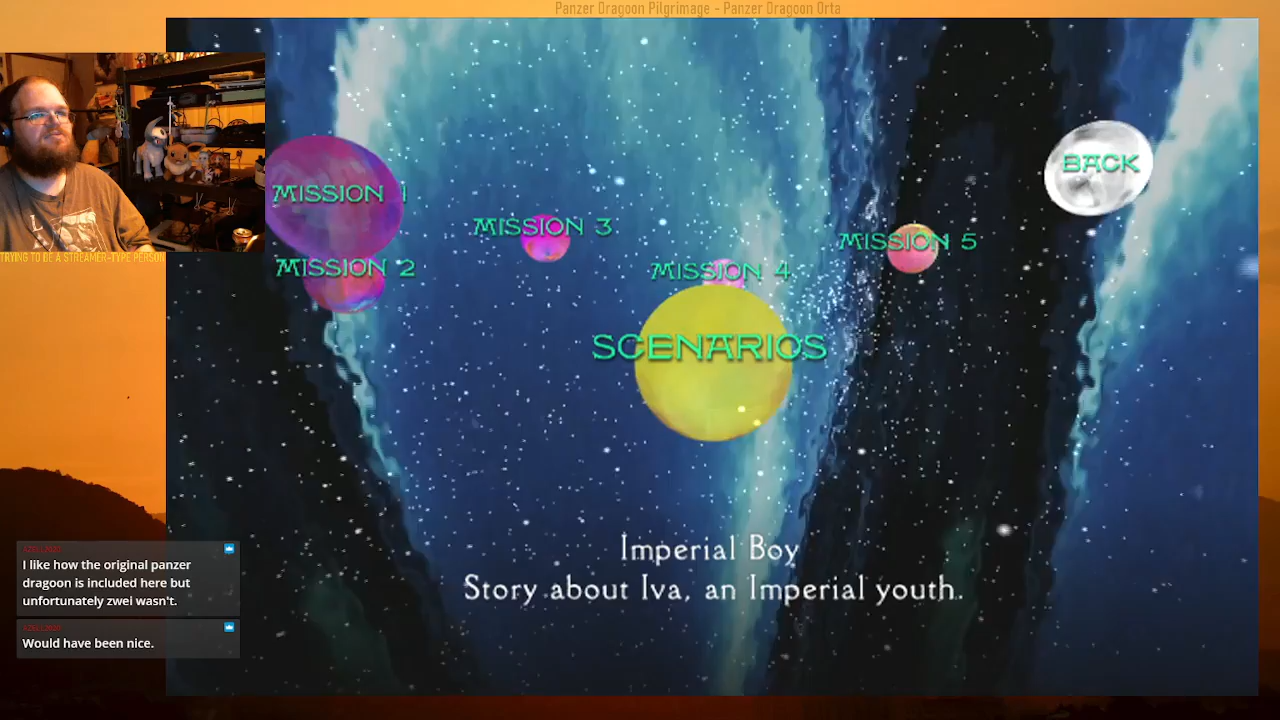 Panzer Dragoon Pilgrimage - Panzer Dragoon Orta
BACK
MISSION 1
MISSION 3
MISSION 5
MISSION 2
MISSION 4
SCENARIOS
TRYING TO BE A STREAMER-TYPE PERSON
Imperial Boy
Story about Iva, an Imperial youth.
I like how the original panzer
dragoon is included here but
unfortunately zwei wasn't.
Would have been nice.